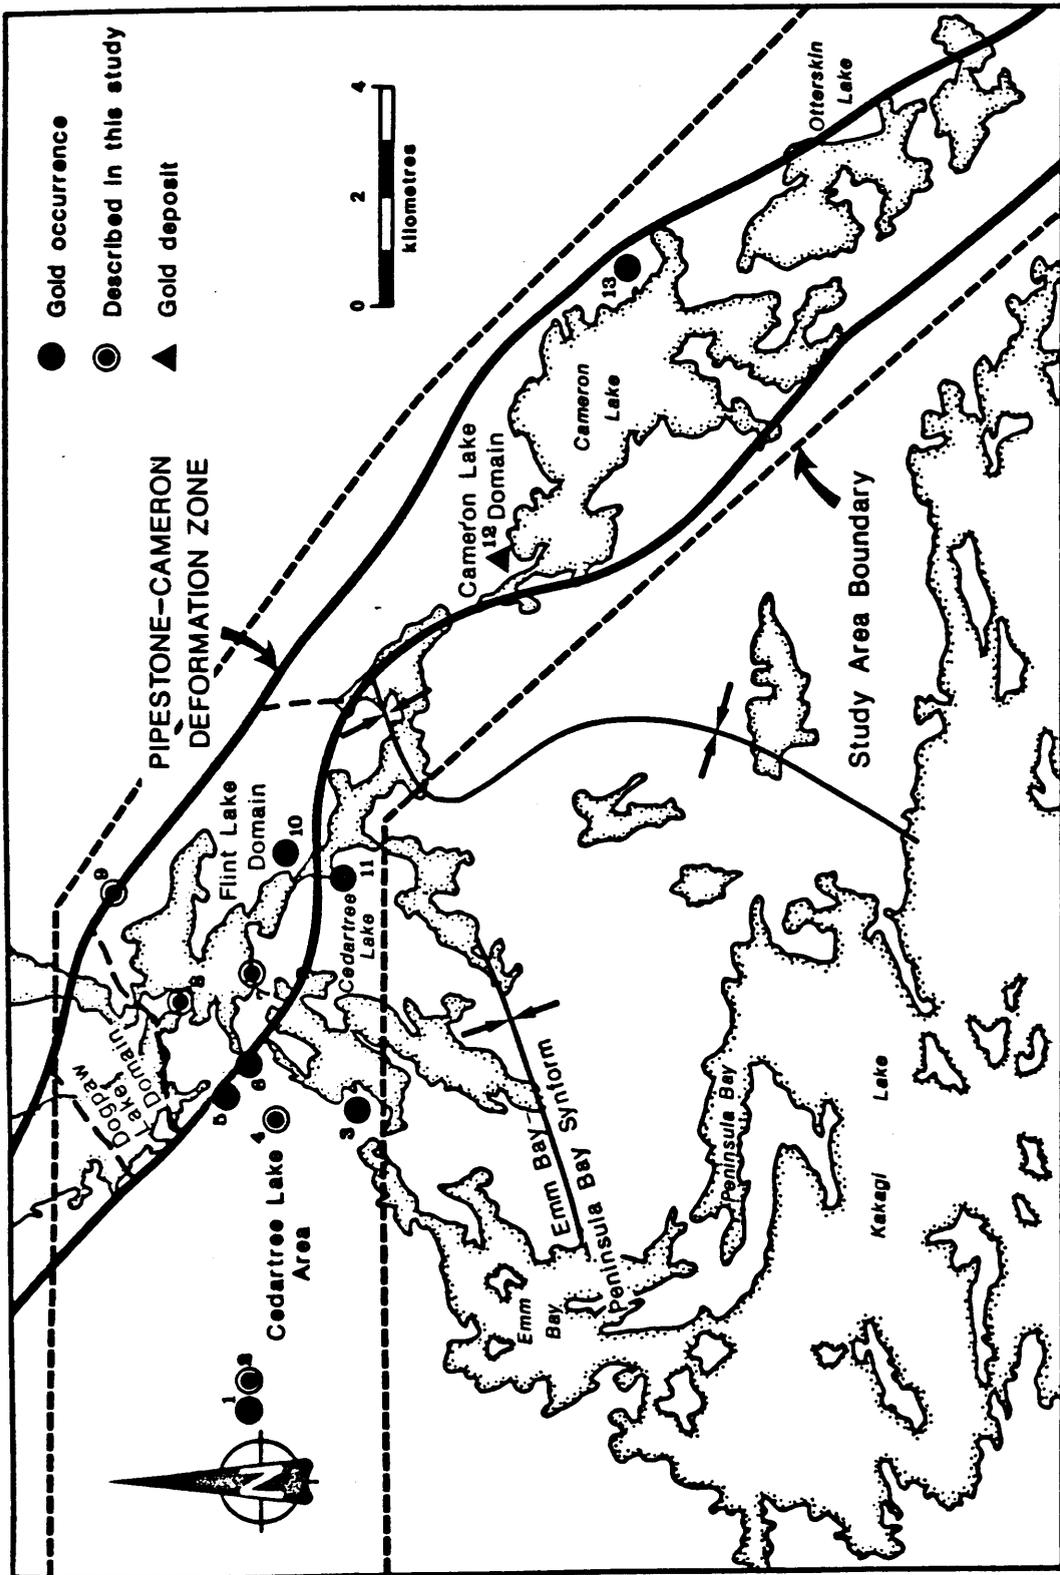 Gold occurrence
Described in this study
Gold deposit
0 2 4
kilometres
PIPESTONE-CAMERON
DEFORMATION ZONE
Otterskin
Lake
13
Cameron
Lake
Cameron Lake
12 Domain
Study Area Boundary
Flint Lake
Domain
10
9
11
Cedartree
Lake
8
7
Dogpaw
Lake
Domain
6
5
4
3
Cedartree Lake
Area
1
2
N
Emm Bay-
Peninsula Bay Synform
Emm
Bay
Peninsula Bay
Kakagi Lake